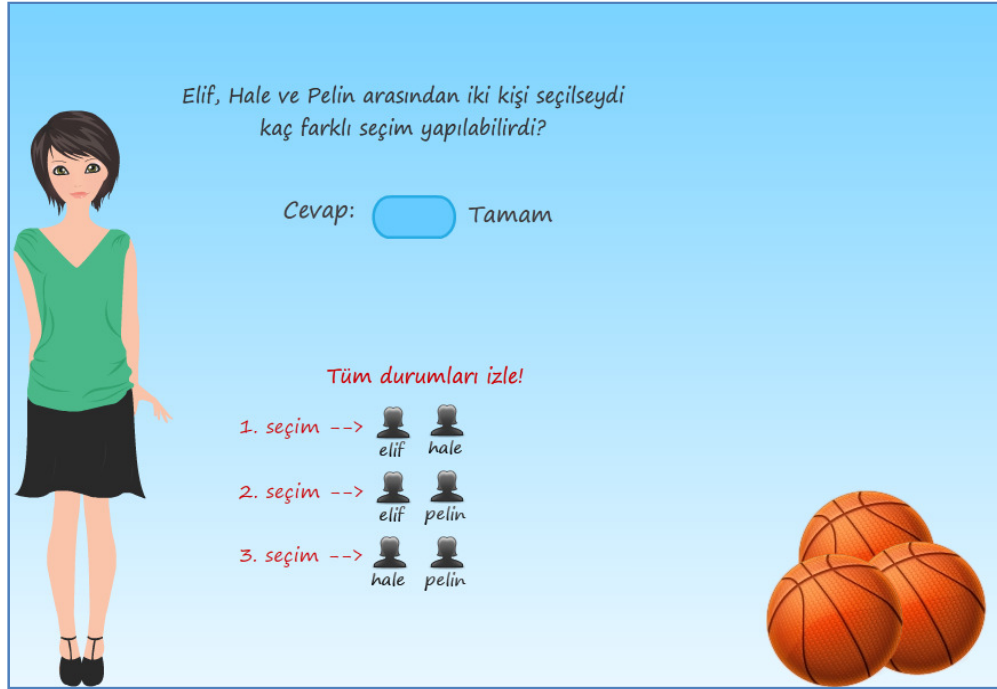 Elif, Hale ve Pelin arasından iki kişi seçilseydi
kaç farklı seçim yapılabilirdi?
Cevap: Tamam
Tüm durumları izle!
1. seçim -->
elif hale
2. seçim -->
elif pelin
3. seçim -->
hale pelin